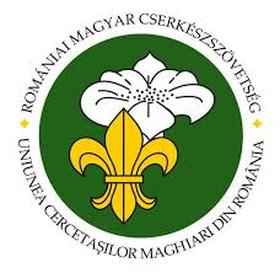 ROMÁNIAI MAGYAR CSERKÉSZSZÖVETSÉG
UNIUNEA CERCETAȘILOR MAGHIARI DIN ROMÂNIA